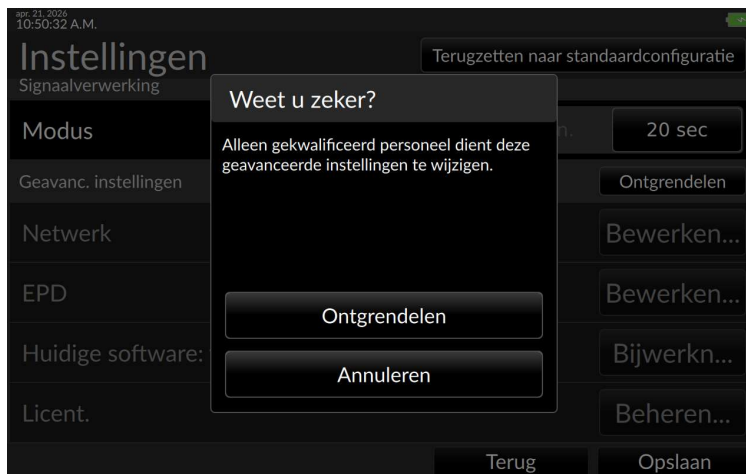 apr. 21, 2026
10:50:32 A.M.
Instellingen
Terugzetten naar standaardconfiguratie
Signaalverwerking
Weet u zeker?
Modus
n.
20 sec
Alleen gekwalificeerd personeel dient deze
geavanceerde instellingen te wijzigen.
Geavanc. instellingen
Ontgrendelen
Netwerk
Bewerken...
EPD
Bewerken...
Ontgrendelen
Huidige software:
Bijwerkn...
Annuleren
Licent.
Beheren...
Terug
Opslaan